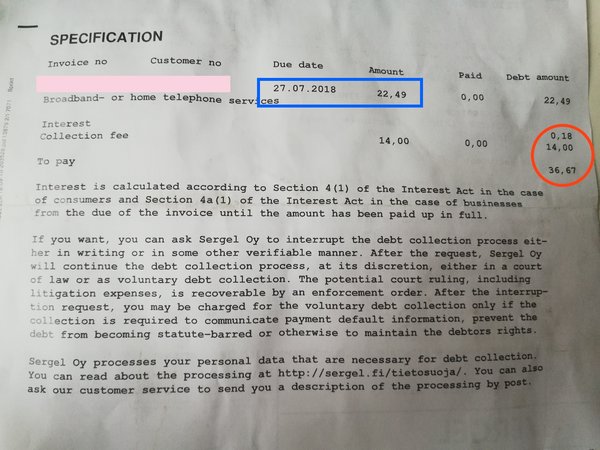 SPECIFICATION
Invoice no Customer no Due date Amount Paid Debt amount
27.07.2018 22,49 0,00 22,49
Broadband- or home telephone services
Interest 0,18
Collection fee 14,00 0,00 14,00
To pay 36,67
Interest is calculated according to Section 4(1) of the Interest Act in the case
of consumers and Section 4a(1) of the Interest Act in the case of businesses
from the due of the invoice until the amount has been paid up in full.
If you want, you can ask Sergel Oy to interrupt the debt collection process eit-
her in writing or in some other verifiable manner. After the request, Sergel Oy
will continue the debt collection process, at its discretion, either in a court
of law or as voluntary debt collection. The potential court ruling, including
litigation expenses, is recoverable by an enforcement order. After the interrup-
tion request, you may be charged for the voluntary debt collection only if the
collection is required to communicate payment default information, prevent the
debt from becoming statute-barred or otherwise to maintain the debtors rights.
Sergel Oy processes your personal data that are necessary for debt collection.
You can read about the processing at http://sergel.fi/tietosuoja/. You can also
ask our customer service to send you a description of the processing by post.